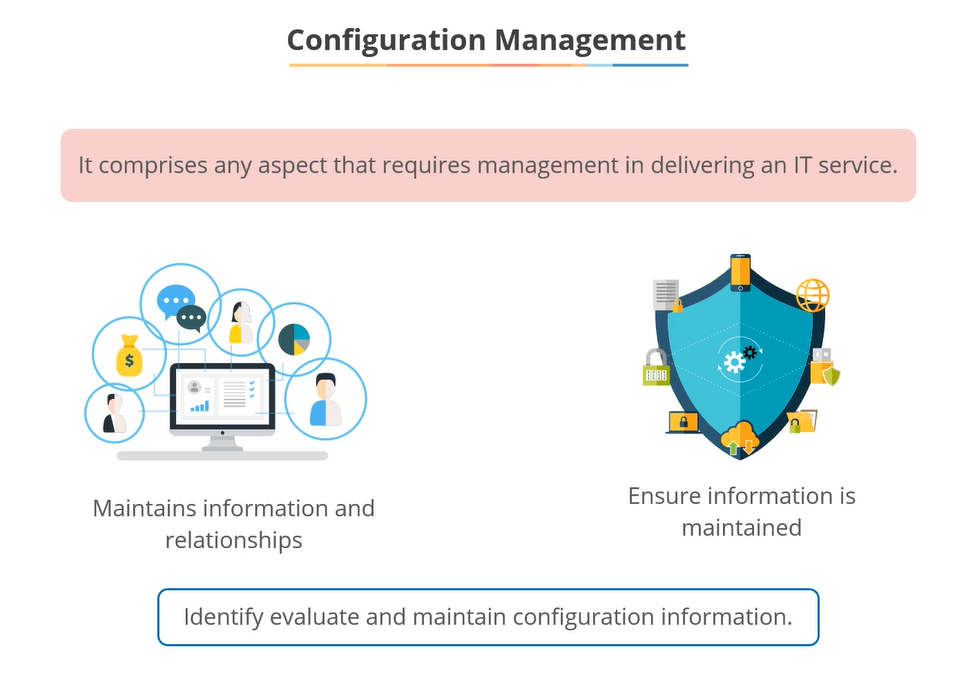 Configuration Management
It comprises any aspect that requires management in delivering an IT service.
$
Maintains information and
relationships
Ensure information is
maintained
Identify evaluate and maintain configuration information.